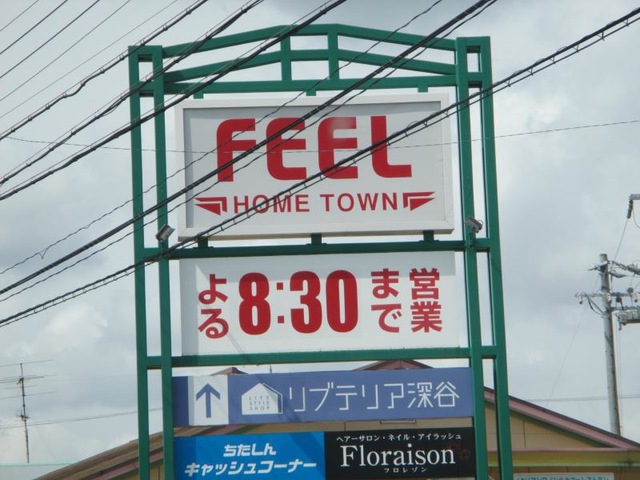 FEEL
HOME TOWN
よる8:30まで営業
LIFE STYLE SHOP
リブテリア深谷
ちたしん
キャッシュコーナー
ヘアーサロン・ネイル・アイラッシュ
Floraison
フロレゾン